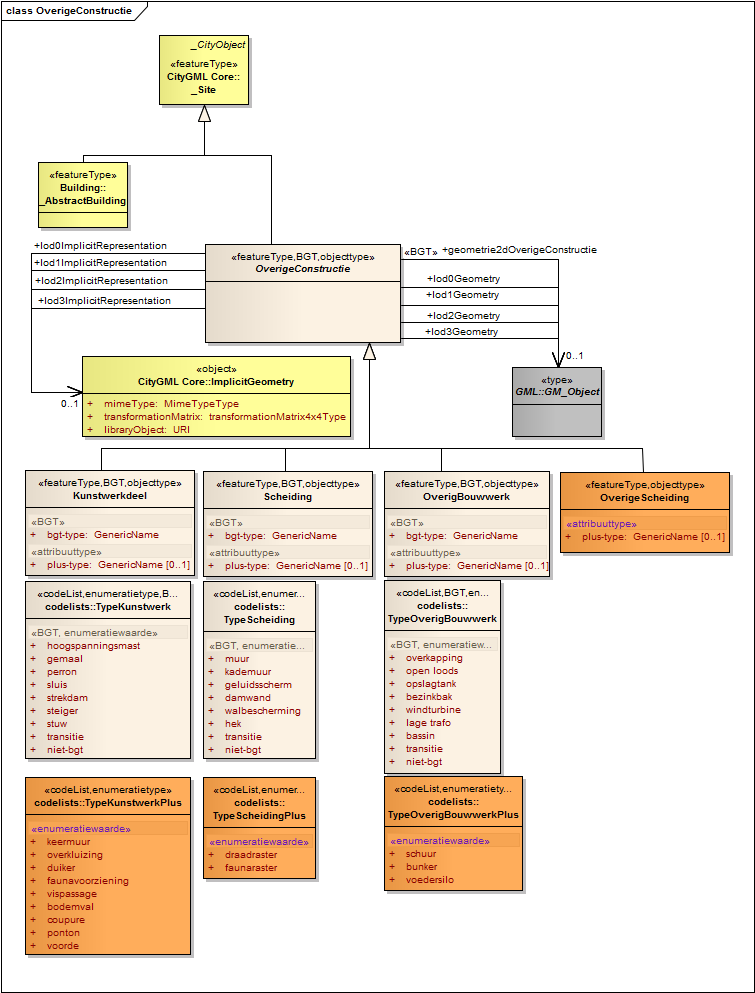 class OverigeConstructie
_CityObject
«featureType»
CityGML Core::
_Site
«featureType»
Building::
_AbstractBuilding
+lod0ImplicitRepresentation
+lod1ImplicitRepresentation
+lod2ImplicitRepresentation
+lod3ImplicitRepresentation
0..1
«featureType,BGT,objecttype»
OverigeConstructie
«BGT» +geometrie2dOverigeConstructie
+lod0Geometry
+lod1Geometry
+lod2Geometry
+lod3Geometry
0..1
«object»
CityGML Core::ImplicitGeometry
+ mimeType: MimeTypeType
+ transformationMatrix: transformationMatrix4x4Type
+ libraryObject: URI
«type»
GML::GM_Object
«featureType,BGT,objecttype»
Kunstwerkdeel
«BGT»
+ bgt-type: GenericName
«attribuuttype»
+ plus-type: GenericName [0..1]
«featureType,BGT,objecttype»
Scheiding
«BGT»
+ bgt-type: GenericName
«attribuuttype»
+ plus-type: GenericName [0..1]
«featureType,BGT,objecttype»
OverigBouwwerk
«BGT»
+ bgt-type: GenericName
«attribuuttype»
+ plus-type: GenericName [0..1]
«featureType,objecttype»
OverigeScheiding
«attribuuttype»
+ plus-type: GenericName [0..1]
«codeList,enumeratietype,B...
codelists::TypeKunstwerk
«BGT, enumeratiewaarde»
+ hoogspanningsmast
+ gemaal
+ perron
+ sluis
+ strekdam
+ steiger
+ stuw
+ transitie
+ niet-bgt
«codeList,enumer...
codelists::
TypeScheiding
«BGT, enumeratie...
+ muur
+ kademuur
+ geluidsscherm
+ damwand
+ walbescherming
+ hek
+ transitie
+ niet-bgt
«codeList,BGT,en...
codelists::
TypeOverigBouwwerk
«BGT, enumeratiew...
+ overkapping
+ open loods
+ opslagtank
+ bezinkbak
+ windturbine
+ lage trafo
+ bassin
+ transitie
+ niet-bgt
«codeList,enumeratietype»
codelists::TypeKunstwerkPlus
«enumeratiewaarde»
+ keermuur
+ overkluizing
+ duiker
+ faunavoorziening
+ vispassage
+ bodemval
+ coupure
+ ponton
+ voorde
«codeList,enumer...
codelists::
TypeScheidingPlus
«enumeratiewaarde»
+ draadraster
+ faunaraster
«codeList,enumeratiety...
codelists::
TypeOverigBouwwerkPlus
«enumeratiewaarde»
+ schuur
+ bunker
+ voedersilo